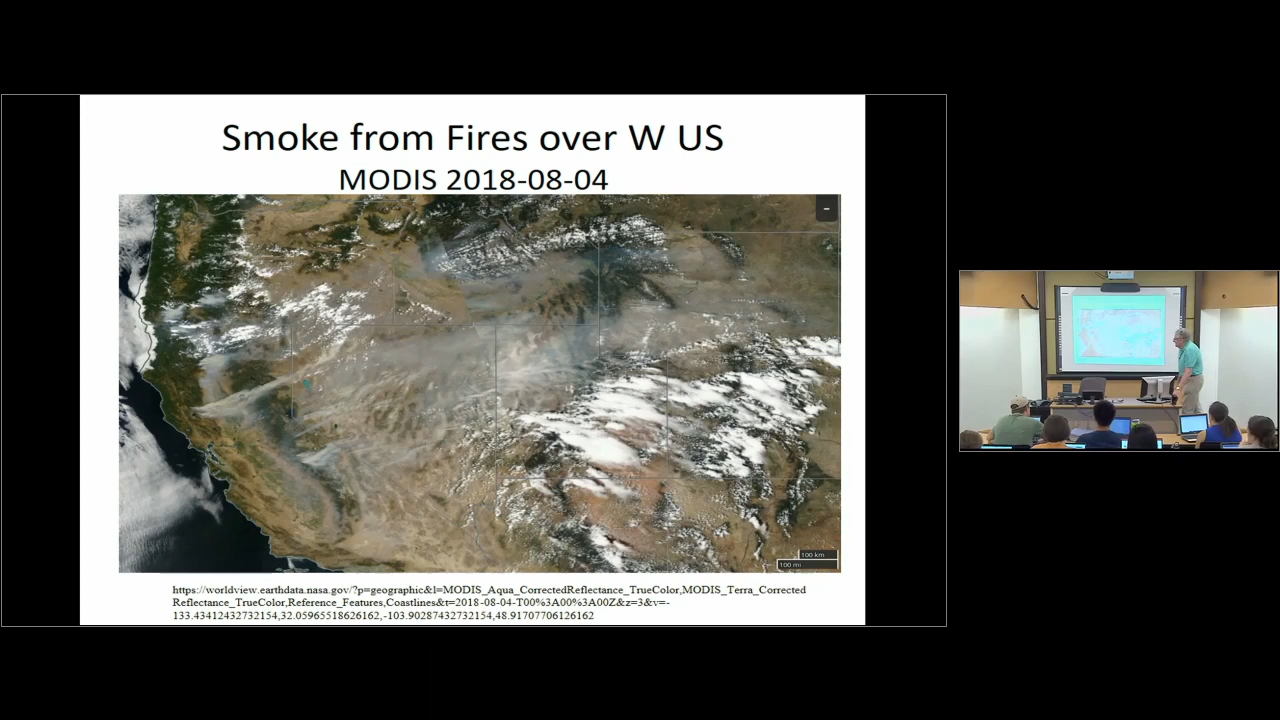 Smoke from Fires over W US
MODIS 2018-08-04
100 km
100 mi
https://worldview.earthdata.nasa.gov/?p=geographic&l=MODIS_Aqua_CorrectedReflectance_TrueColor,MODIS_Terra_Corrected
Reflectance_TrueColor,Reference_Features,Coastlines&t=2018-08-04-T00%3A00%3A00Z&z=3&v=-
133.43412432732154,32.05965518626162,-103.90287432732154,48.91707706126162